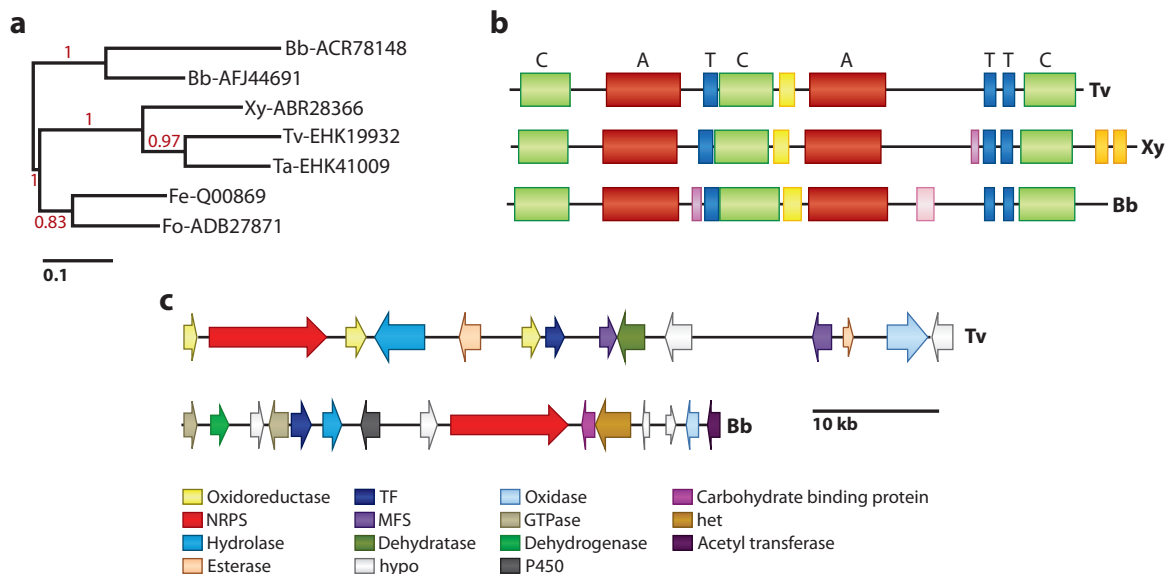 a
1
Bb-ACR78148
Bb-AFJ44691
1
Xy-ABR28366
0.97
Tv-EHK19932
Ta-EHK41009
1
Fe-Q00869
0.83
Fo-ADB27871
0.1
b
C A T C A T T C
Tv
Xy
Bb
c
Tv
Bb
10 kb
Oxidoreductase TF Oxidase Carbohydrate binding protein
NRPS MFS GTPase het
Hydrolase Dehydratase Dehydrogenase Acetyl transferase
Esterase hypo P450